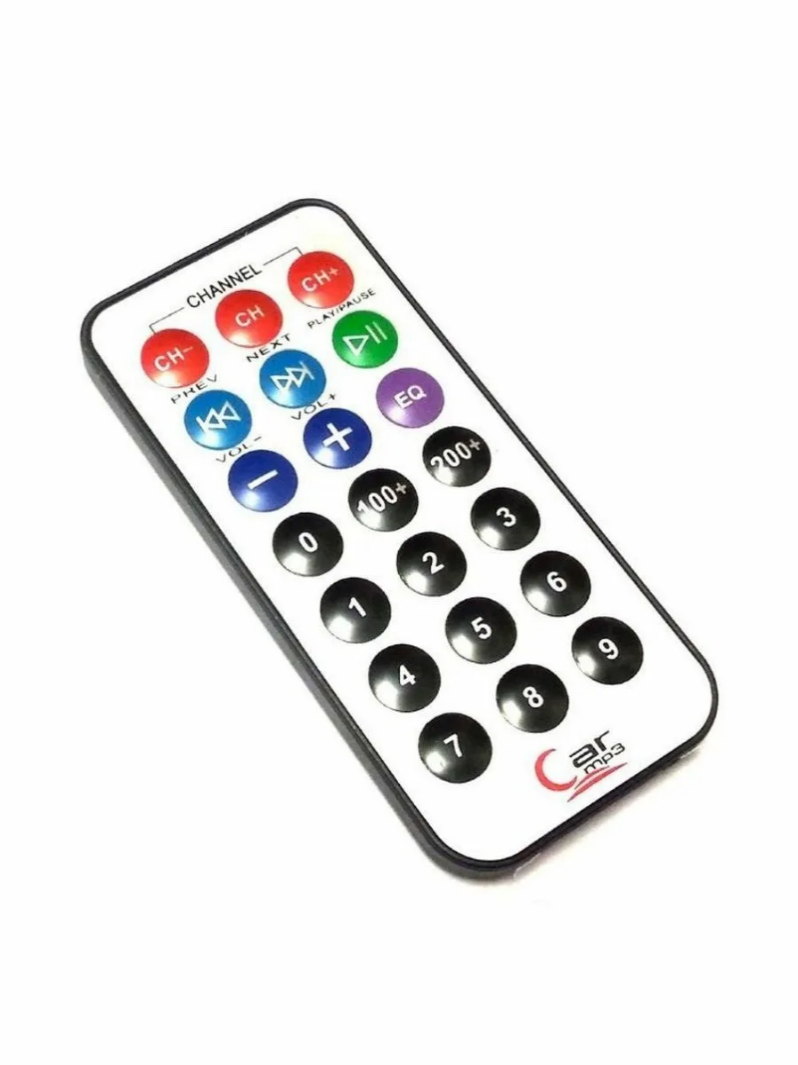 CHANNEL
CH- CH CH+
PREV NEXT PLAY/PAUSE
VOL- VOL+ EQ
− +
0 100+ 200+
1 2 3
4 5 6
7 8 9
Car
mp3